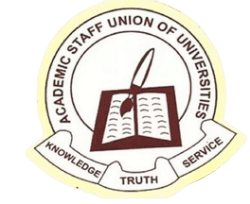 ACADEMIC STAFF UNION OF UNIVERSITIES
KNOWLEDGE
TRUTH
SERVICE